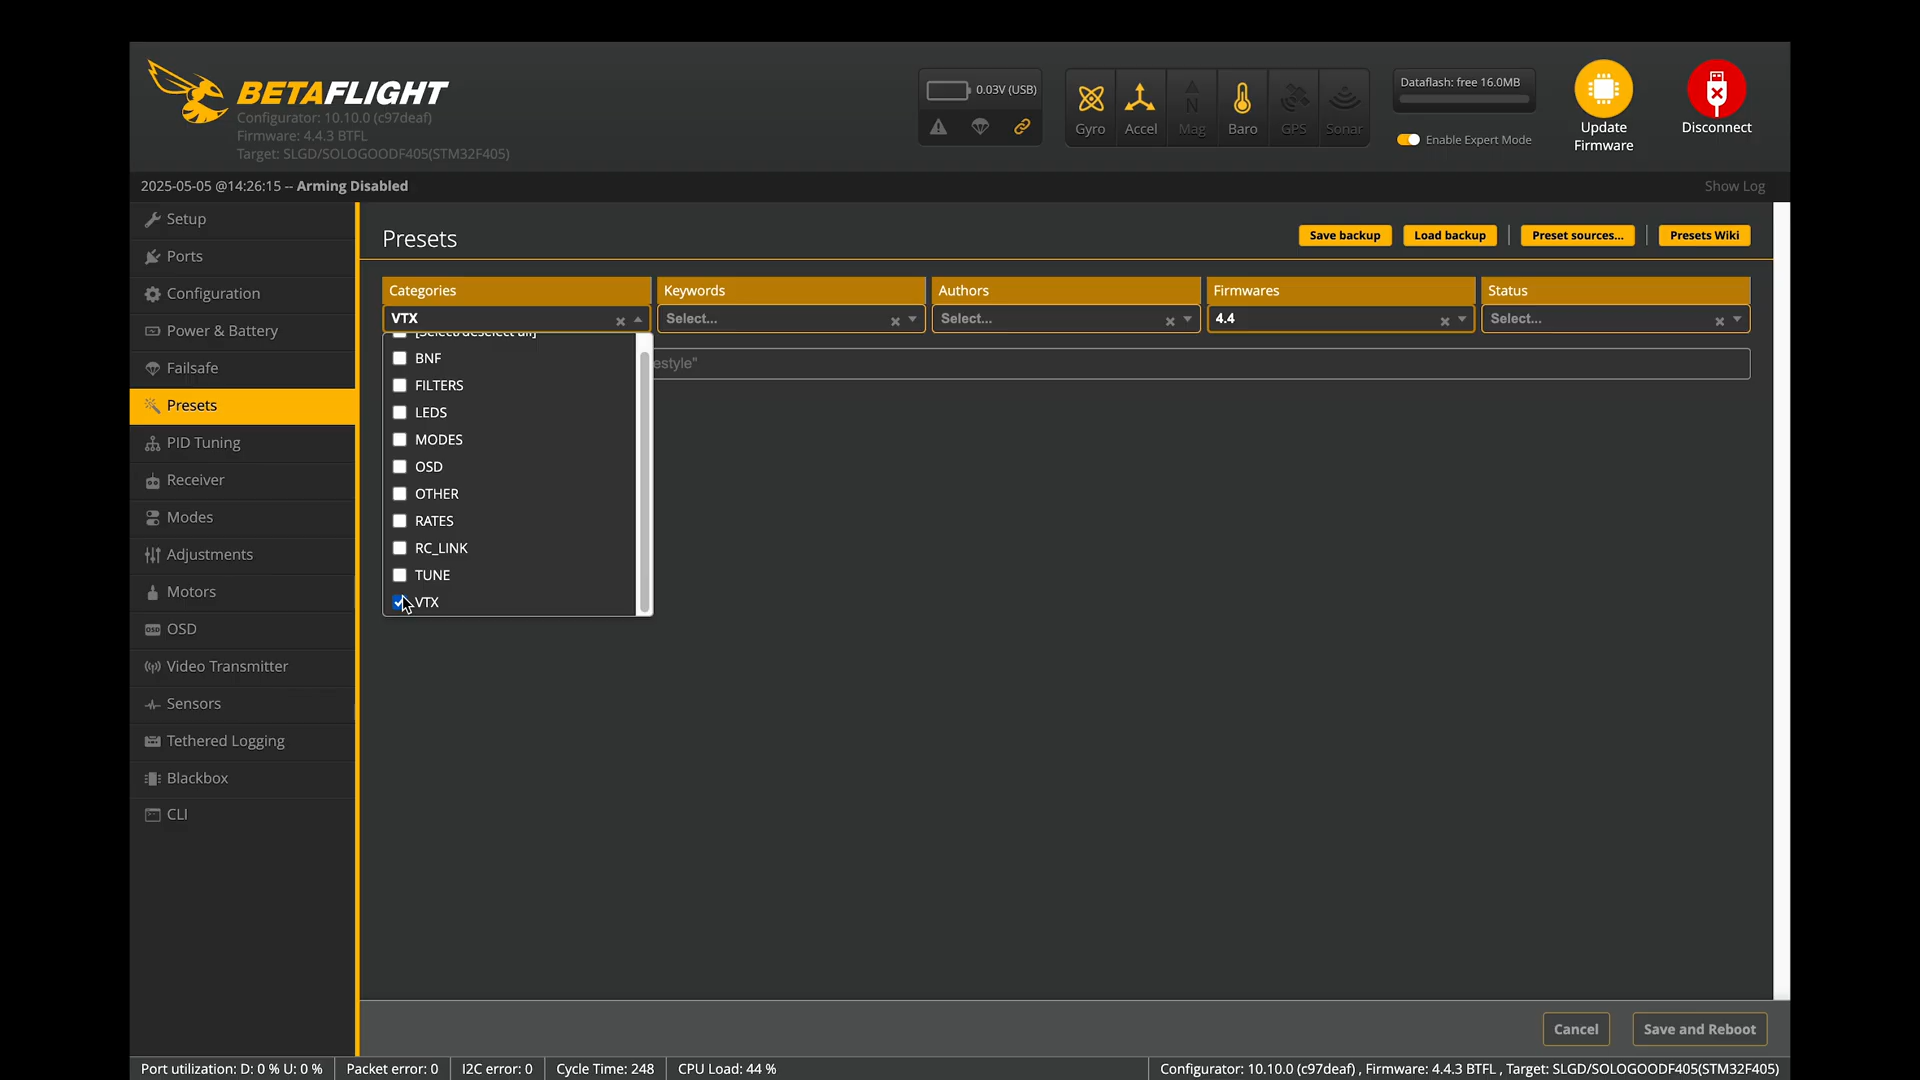 BETAFLIGHT
Configurator: 10.10.0 (c97deaf)
Firmware: 4.4.3 BTFL
Target: SLGD/SOLOGOODF405(STM32F405)
0.03V (USB)
Gyro
Accel
N
Mag
Baro
GPS
Sonar
Dataflash: free 16.0MB
Enable Expert Mode
Update
Firmware
Disconnect
2025-05-05 @14:26:15 -- Arming Disabled
Show Log
Setup
Ports
Configuration
Power & Battery
Failsafe
Presets
PID Tuning
Receiver
Modes
Adjustments
Motors
OSD
Video Transmitter
Sensors
Tethered Logging
Blackbox
CLI
Presets
Save backup
Load backup
Preset sources...
Presets Wiki
Categories
Keywords
Authors
Firmwares
Status
VTX
Select...
Select...
4.4
Select...
[Select/deselect all]
BNF
estyle"
FILTERS
LEDS
MODES
OSD
OTHER
RATES
RC_LINK
TUNE
VTX
Cancel
Save and Reboot
Port utilization: D: 0 % U: 0 %
Packet error: 0
I2C error: 0
Cycle Time: 248
CPU Load: 44 %
Configurator: 10.10.0 (c97deaf) , Firmware: 4.4.3 BTFL , Target: SLGD/SOLOGOODF405(STM32F405)